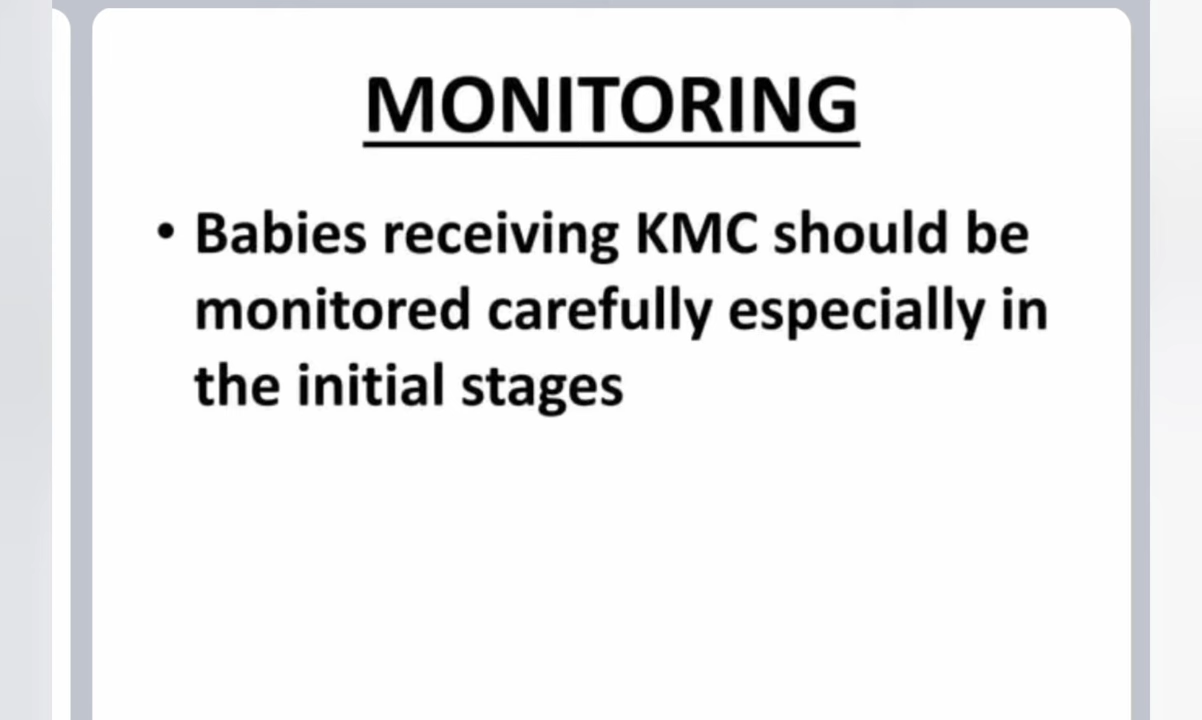 MONITORING
• Babies receiving KMC should be
monitored carefully especially in
the initial stages